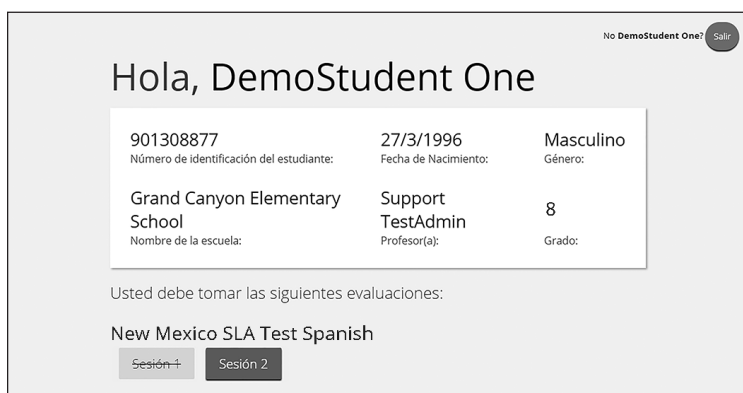 No DemoStudent One? Salir
Hola, DemoStudent One
901308877 27/3/1996 Masculino
Número de identificación del estudiante: Fecha de Nacimiento: Género:
Grand Canyon Elementary
School
Nombre de la escuela:
Support
TestAdmin
Profesor(a):
8
Grado:
Usted debe tomar las siguientes evaluaciones:
New Mexico SLA Test Spanish
Sesión 1 Sesión 2